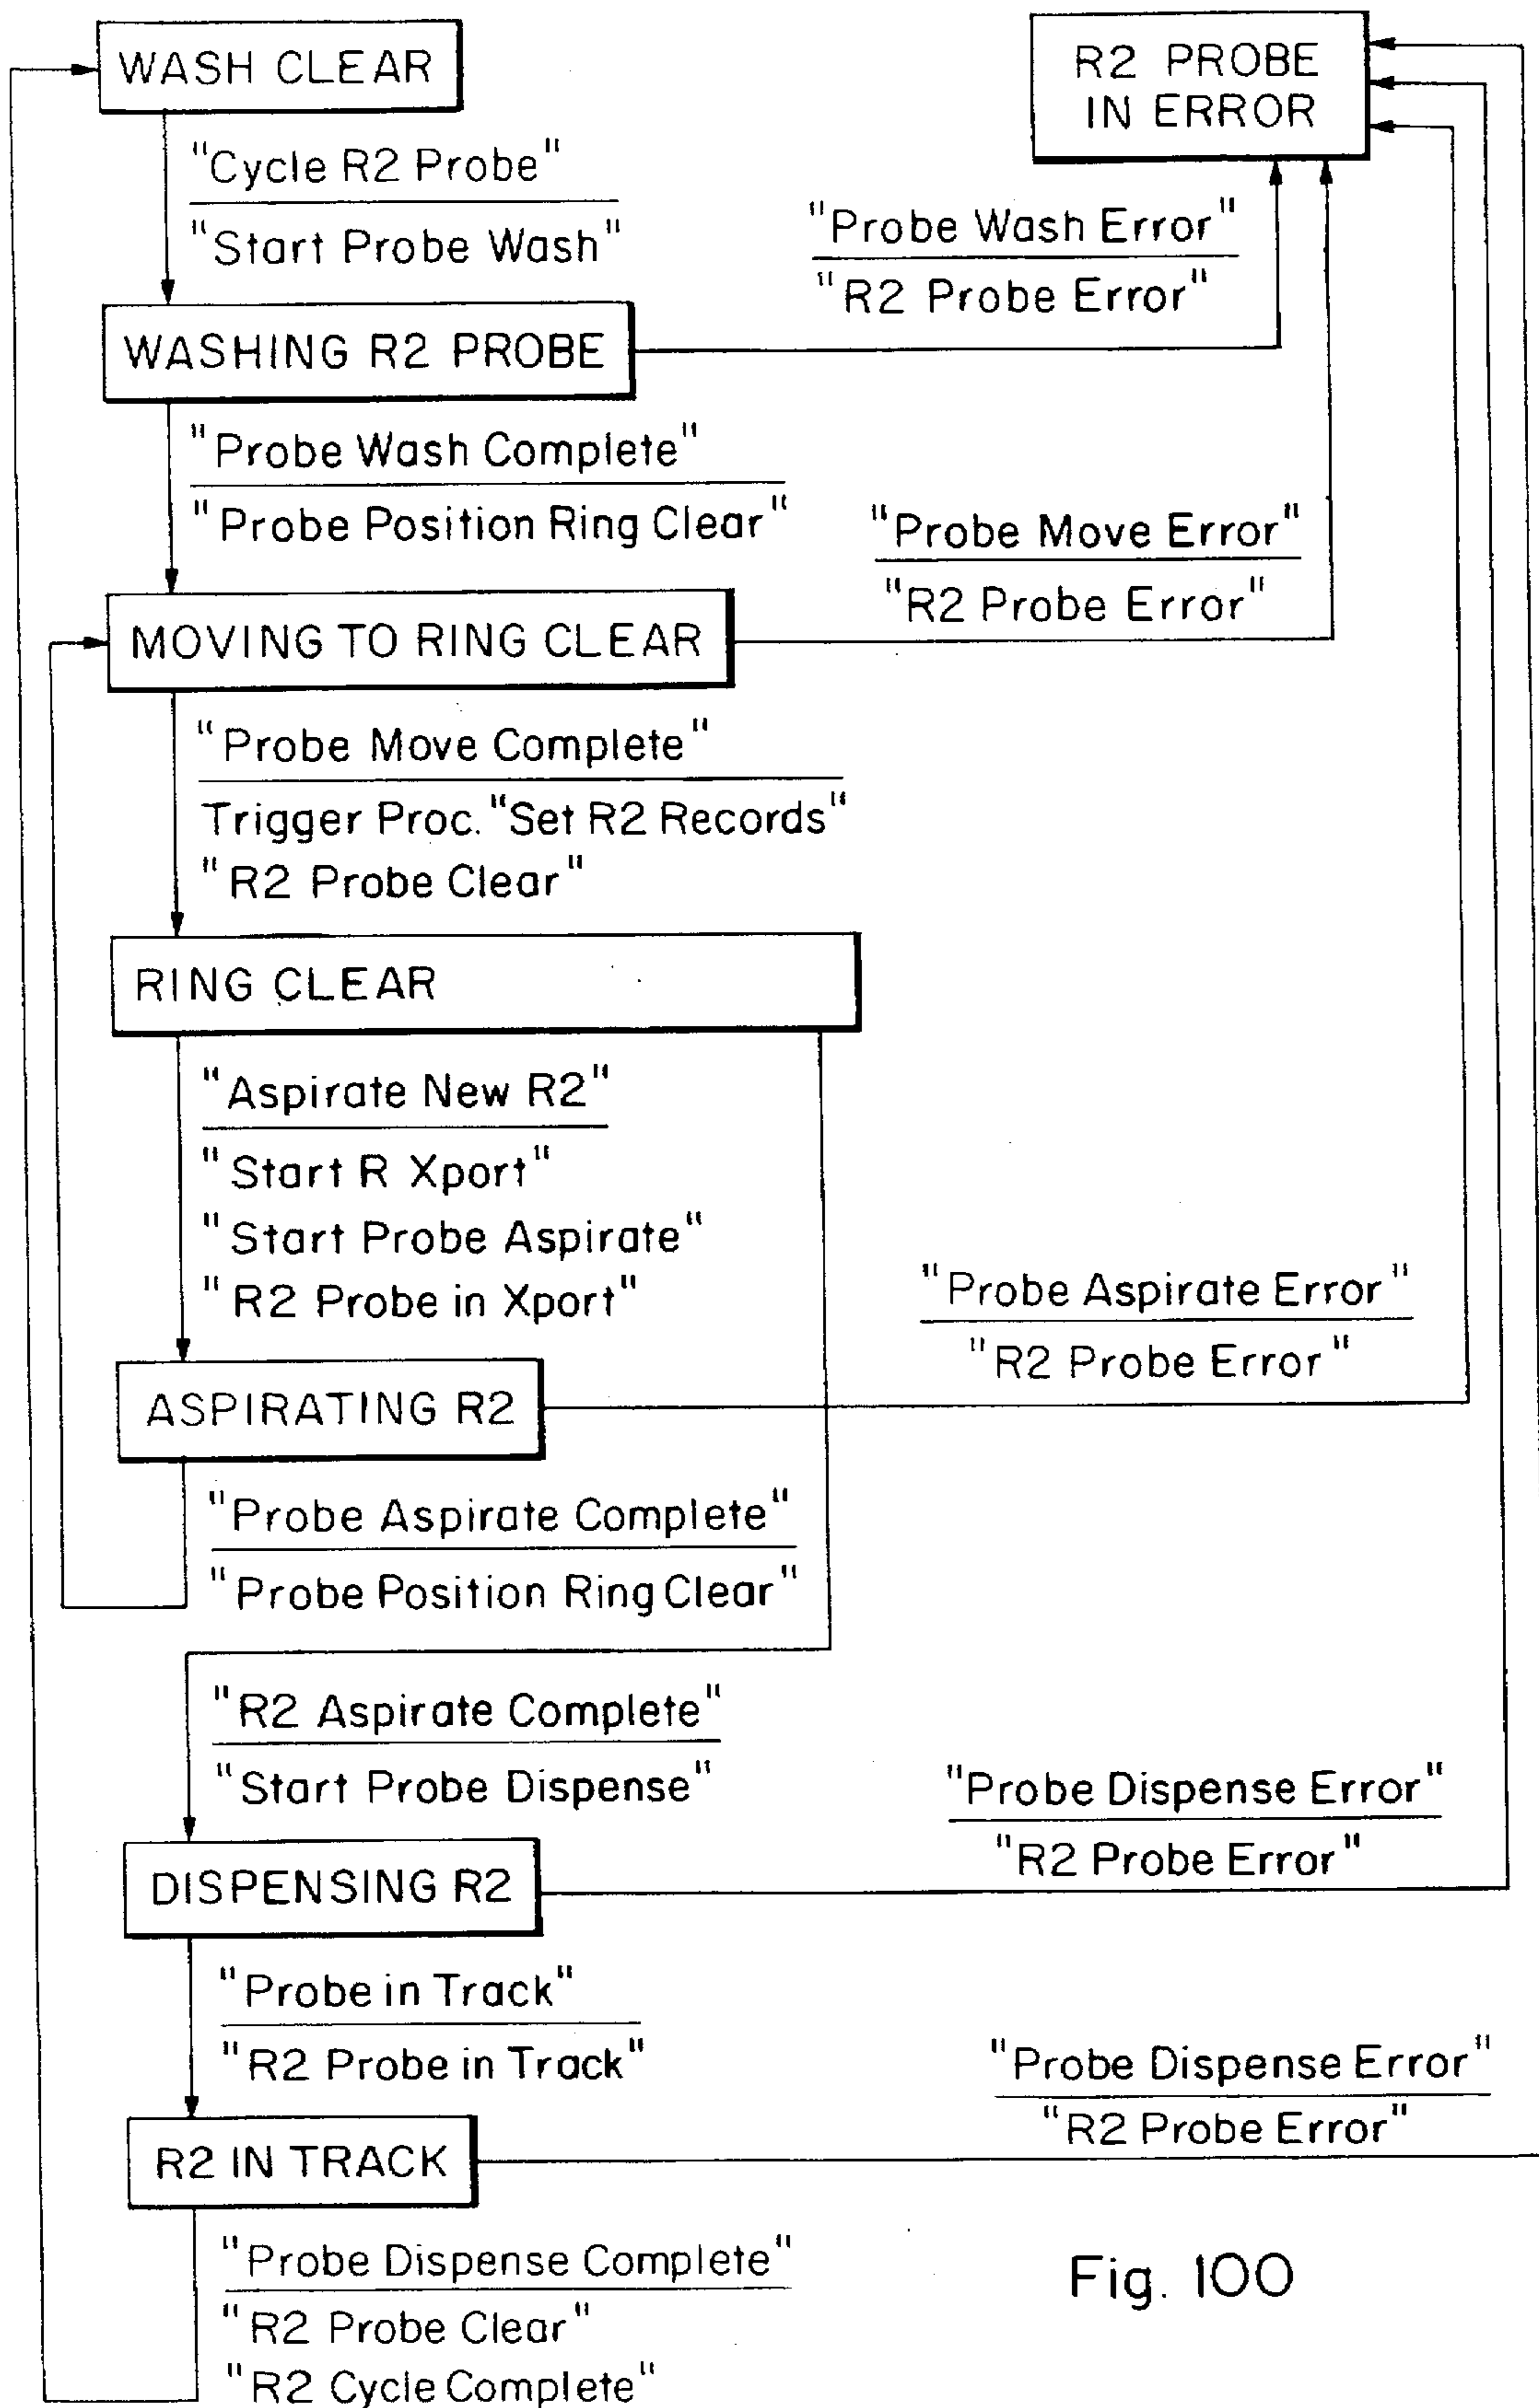 WASH CLEAR
R2 PROBE
IN ERROR
"Cycle R2 Probe"
"Start Probe Wash"
"Probe Wash Error"
"R2 Probe Error"
WASHING R2 PROBE
"Probe Wash Complete"
"Probe Position Ring Clear"
"Probe Move Error"
"R2 Probe Error"
MOVING TO RING CLEAR
"Probe Move Complete"
Trigger Proc. "Set R2 Records"
"R2 Probe Clear"
RING CLEAR
"Aspirate New R2"
"Start R Xport"
"Start Probe Aspirate"
"R2 Probe in Xport"
"Probe Aspirate Error"
"R2 Probe Error"
ASPIRATING R2
"Probe Aspirate Complete"
"Probe Position Ring Clear"
"R2 Aspirate Complete"
"Start Probe Dispense"
"Probe Dispense Error"
"R2 Probe Error"
DISPENSING R2
"Probe in Track"
"R2 Probe in Track"
"Probe Dispense Error"
"R2 Probe Error"
R2 IN TRACK
"Probe Dispense Complete"
"R2 Probe Clear"
"R2 Cycle Complete"
Fig. 100